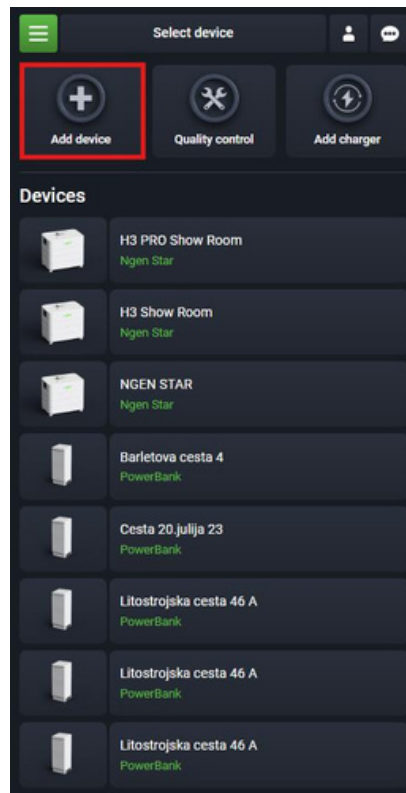 Select device
Add device
Quality control
Add charger
Devices
H3 PRO Show Room
Ngen Star
H3 Show Room
Ngen Star
NGEN STAR
Ngen Star
Barletova cesta 4
PowerBank
Cesta 20.julija 23
PowerBank
Litostrojska cesta 46 A
PowerBank
Litostrojska cesta 46 A
PowerBank
Litostrojska cesta 46 A
PowerBank